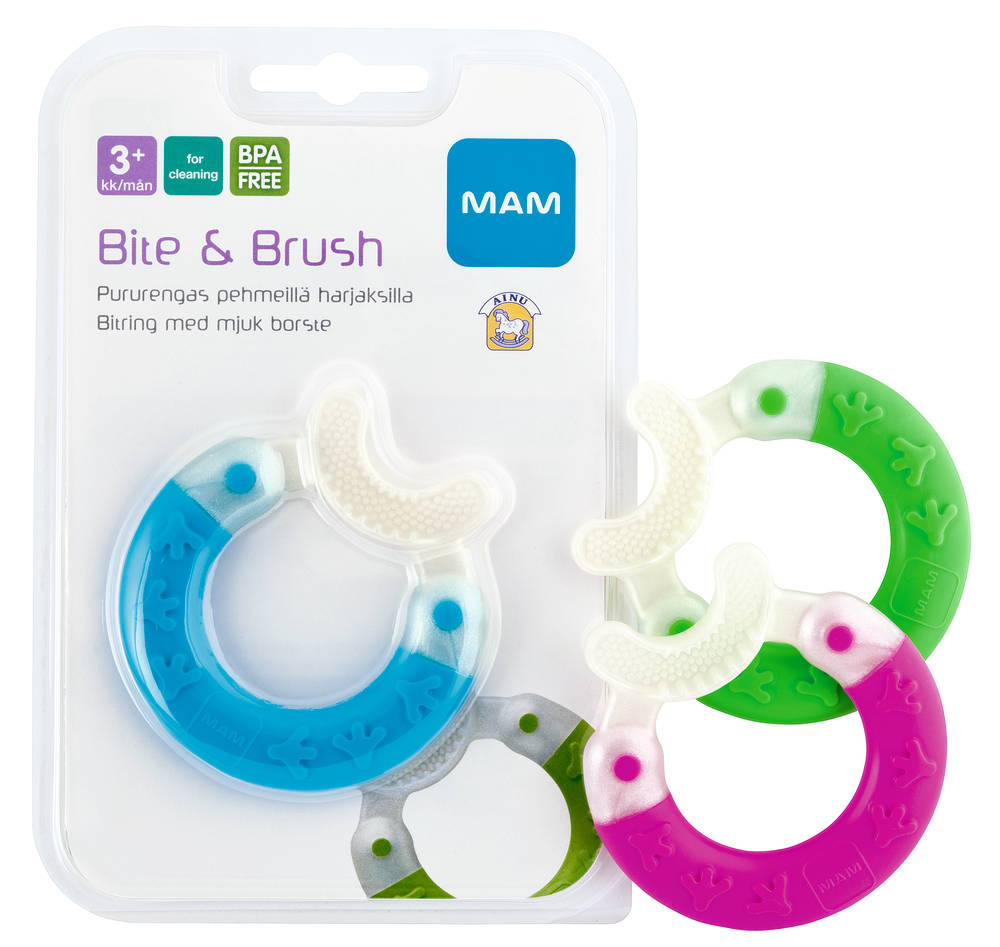 3+
kk/mån
for
cleaning
BPA
FREE
MAM
Bite & Brush
Pururengas pehmeillä harjaksilla
Bitring med mjuk borste
AINU
MAM
MAM
MAM